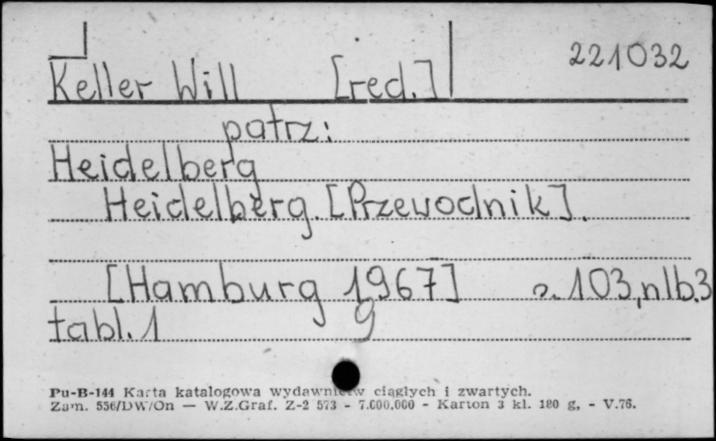 221032
Keller Will [red.]
patrz:
Heidelberg
Heidelberg. [Przewodnik].
[Hamburg 1967] s. 103, nlb. 3
tabl. 1 9
Pu-B-144 Karta katalogowa wydawnictw ciągłych i zwartych.
Zam. 556/DW/On — W.Z.Graf. Z-2 573 - 7.000.000 - Karton 3 kl. 180 g, - V.76.